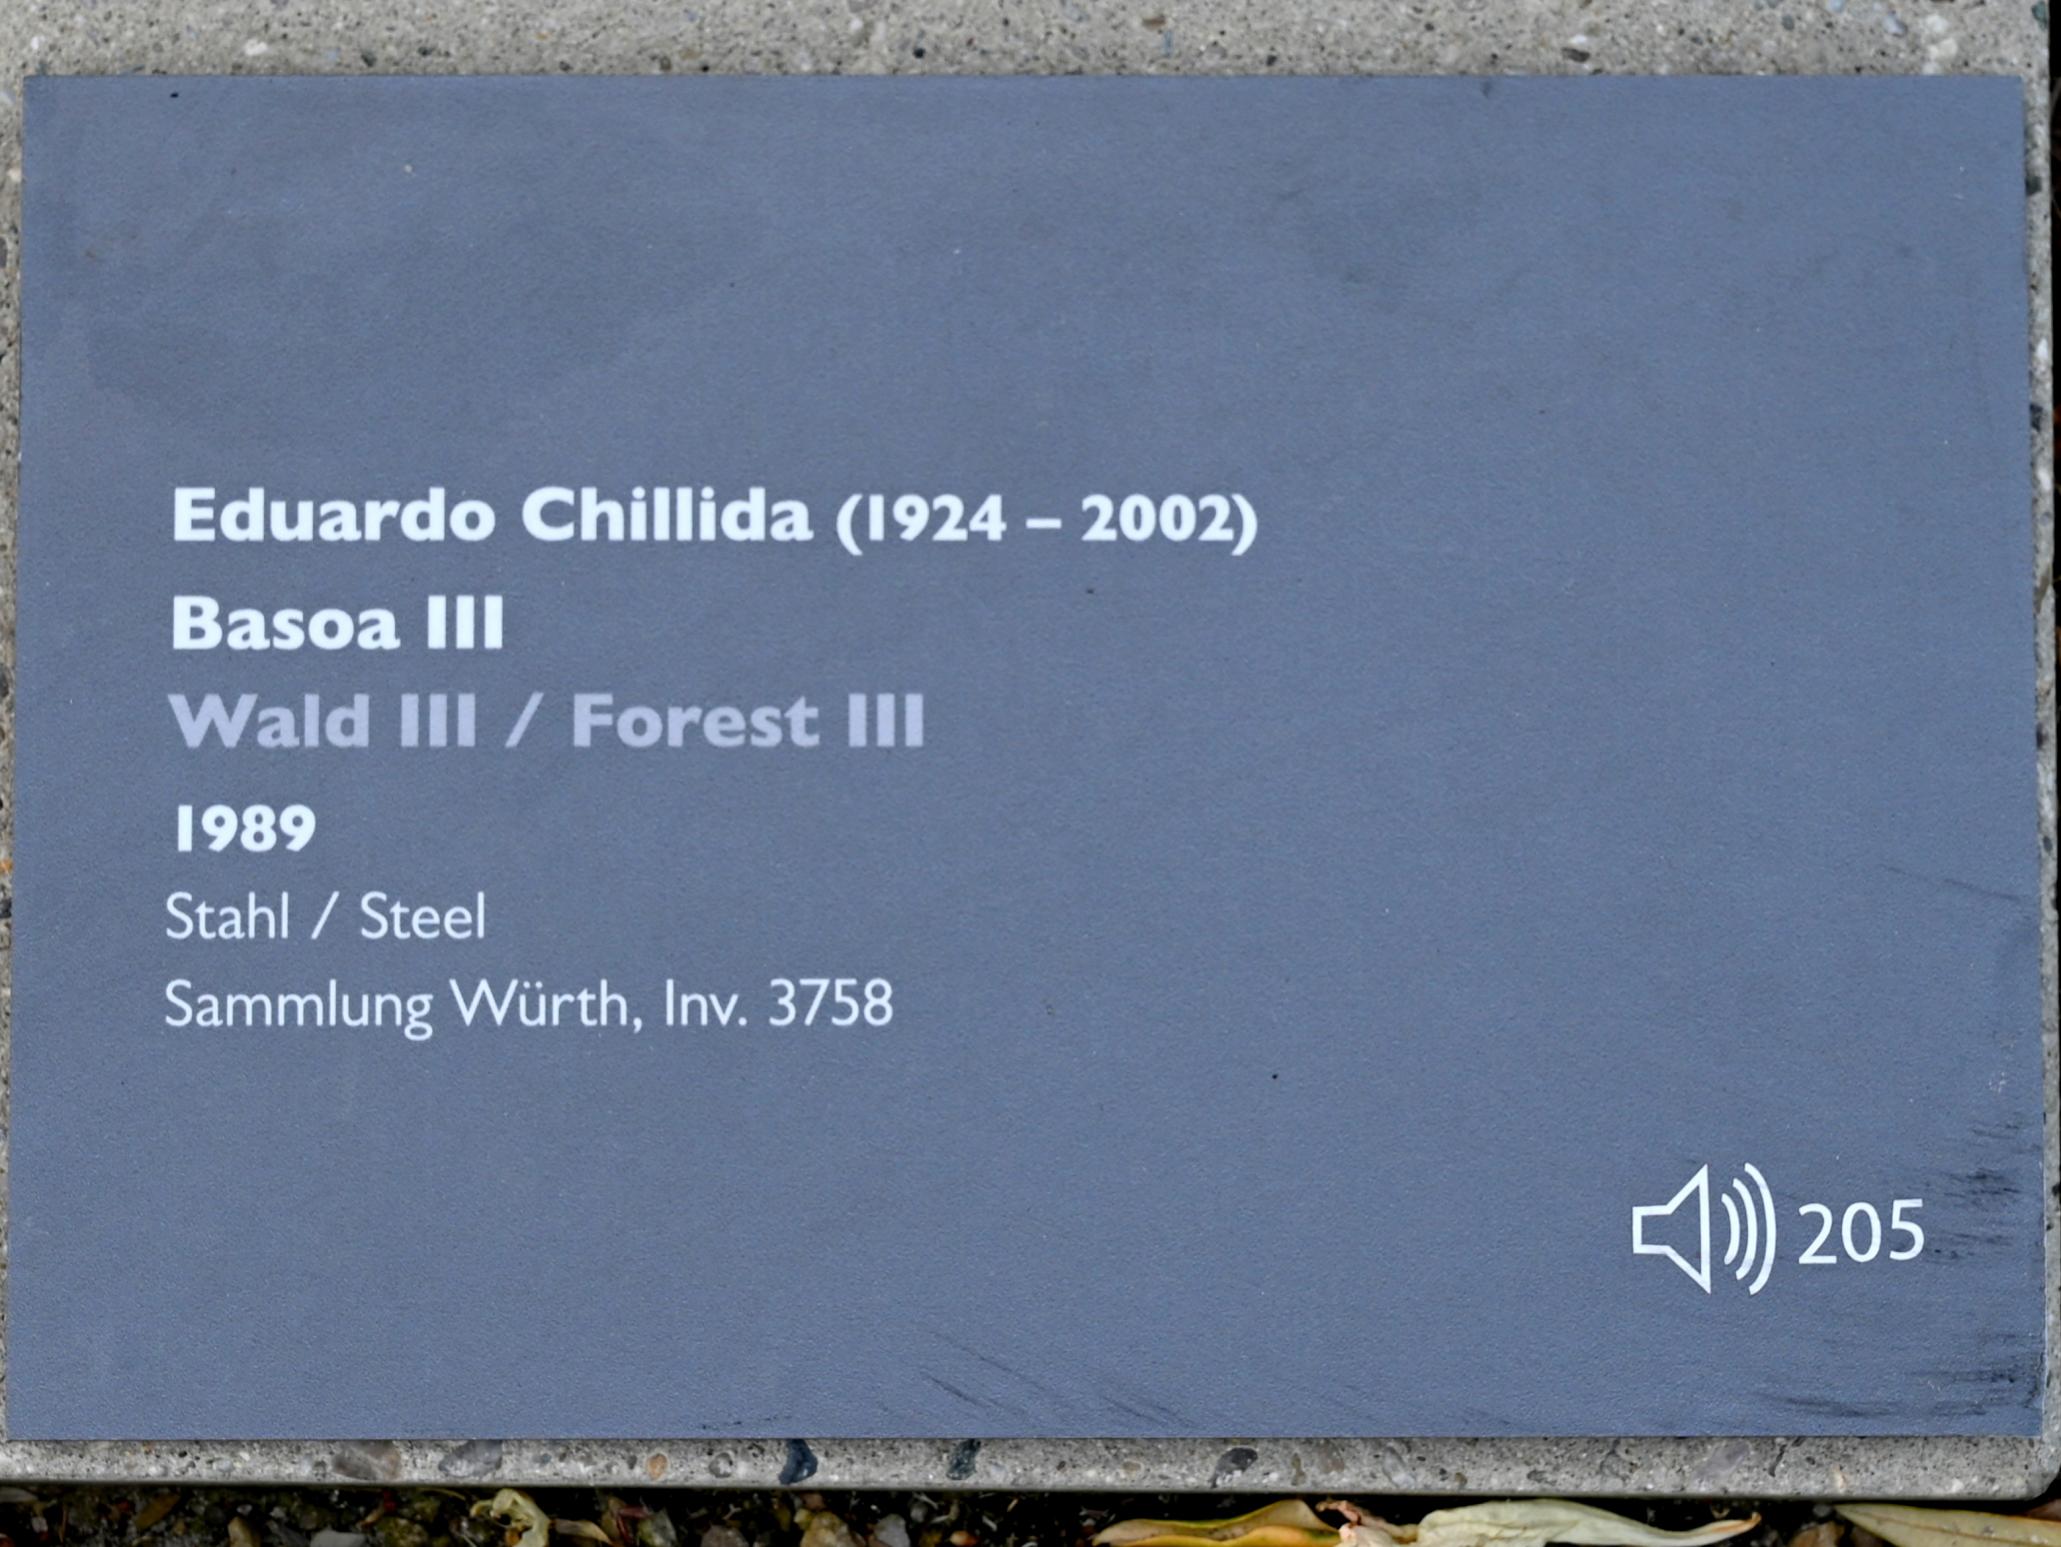 Eduardo Chillida (1924 – 2002)
Basoa III
Wald III / Forest III
1989
Stahl / Steel
Sammlung Würth, Inv. 3758
205